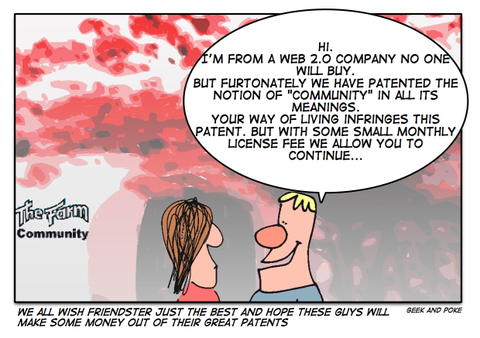 HI.
I'M FROM A WEB 2.0 COMPANY NO ONE
WILL BUY.
BUT FURTONATELY WE HAVE PATENTED THE
NOTION OF "COMMUNITY" IN ALL ITS
MEANINGS.
YOUR WAY OF LIVING INFRINGES THIS
PATENT. BUT WITH SOME SMALL MONTHLY
LICENSE FEE WE ALLOW YOU TO
CONTINUE...
The Farm
Community
WE ALL WISH FRIENDSTER JUST THE BEST AND HOPE THESE GUYS WILL
MAKE SOME MONEY OUT OF THEIR GREAT PATENTS
GEEK AND POKE